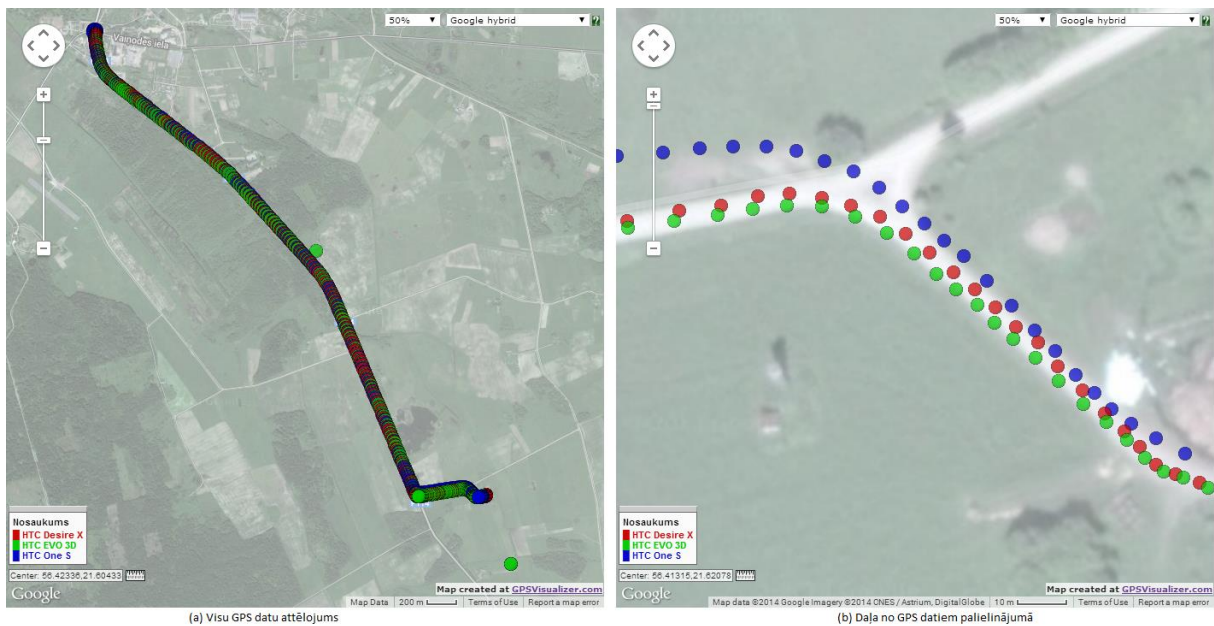 50%
Google hybrid
Vaiņodes iela
Nosaukums
HTC Desire X
HTC EVO 3D
HTC One S
Center: 56.42336,21.60433
Google
Map created at GPSVisualizer.com
Map Data
200 m
Terms of Use
Report a map error
(a) Visu GPS datu attēlojums
50%
Google hybrid
Nosaukums
HTC Desire X
HTC EVO 3D
HTC One S
Center: 56.41315,21.62078
Google
Map created at GPSVisualizer.com
Map data ©2014 Google Imagery ©2014 CNES / Astrium, DigitalGlobe
10 m
Terms of Use
Report a map error
(b) Daļa no GPS datiem palielinājumā